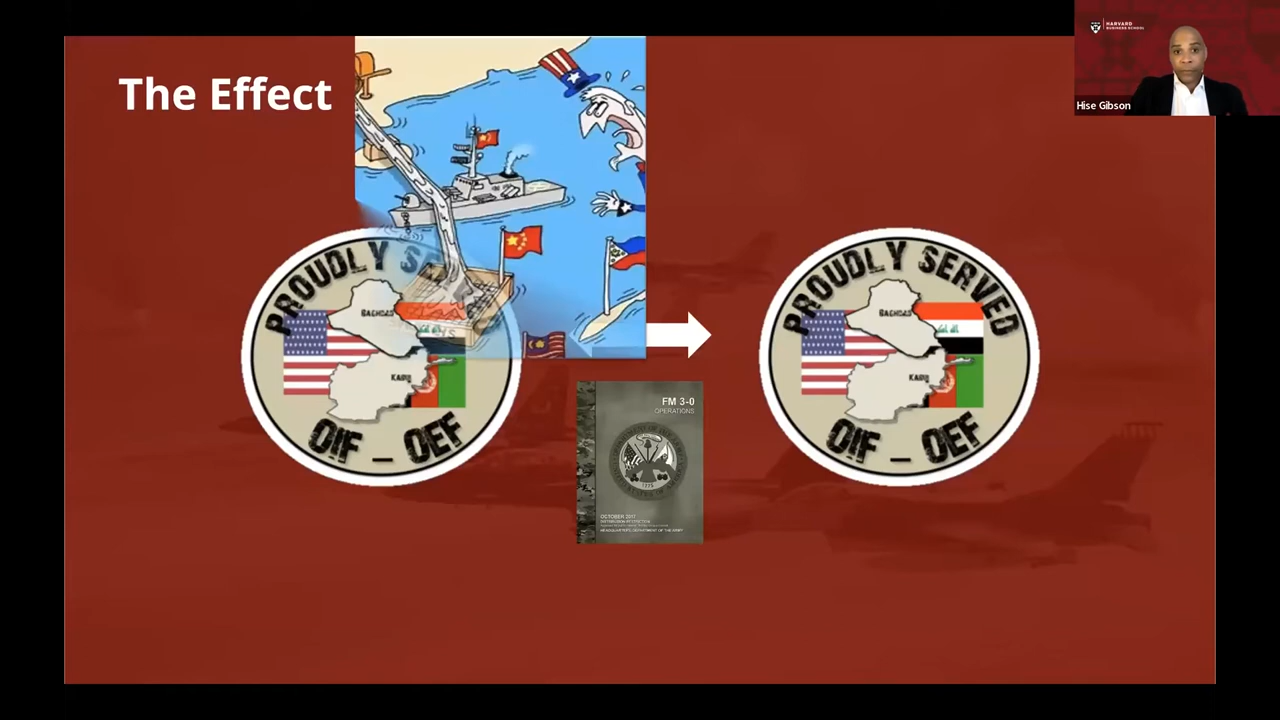 The Effect
HARVARD
BUSINESS SCHOOL
Hise Gibson
PROUDLY
BAGHDAD
KABUL
OIF _ OEF
FM 3-0
OPERATIONS
1775
OCTOBER 2017
HEADQUARTERS, DEPARTMENT OF THE ARMY
PROUDLY SERVED
BAGHDAD
KABUL
OIF _ OEF